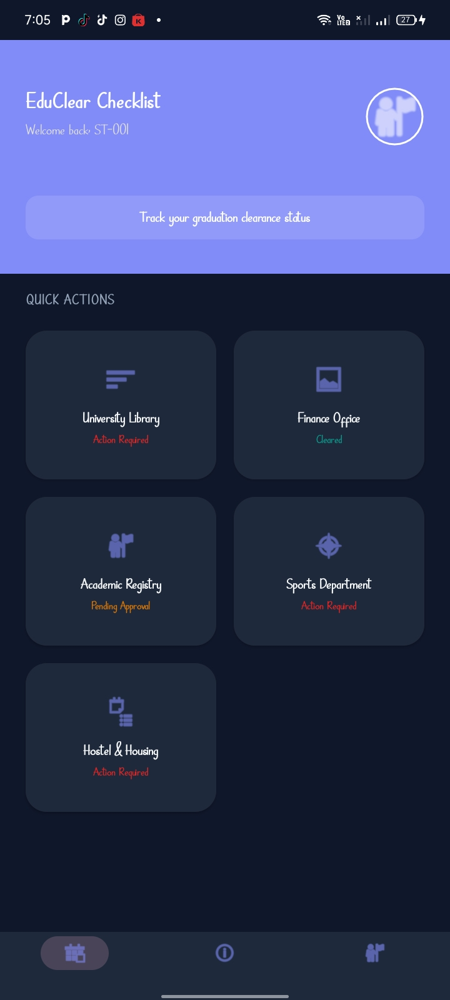 7:05
Vo
LTE2
27
EduClear Checklist
Welcome back, ST-001
Track your graduation clearance status
QUICK ACTIONS
University Library
Action Required
Finance Office
Cleared
Academic Registry
Pending Approval
Sports Department
Action Required
Hostel & Housing
Action Required